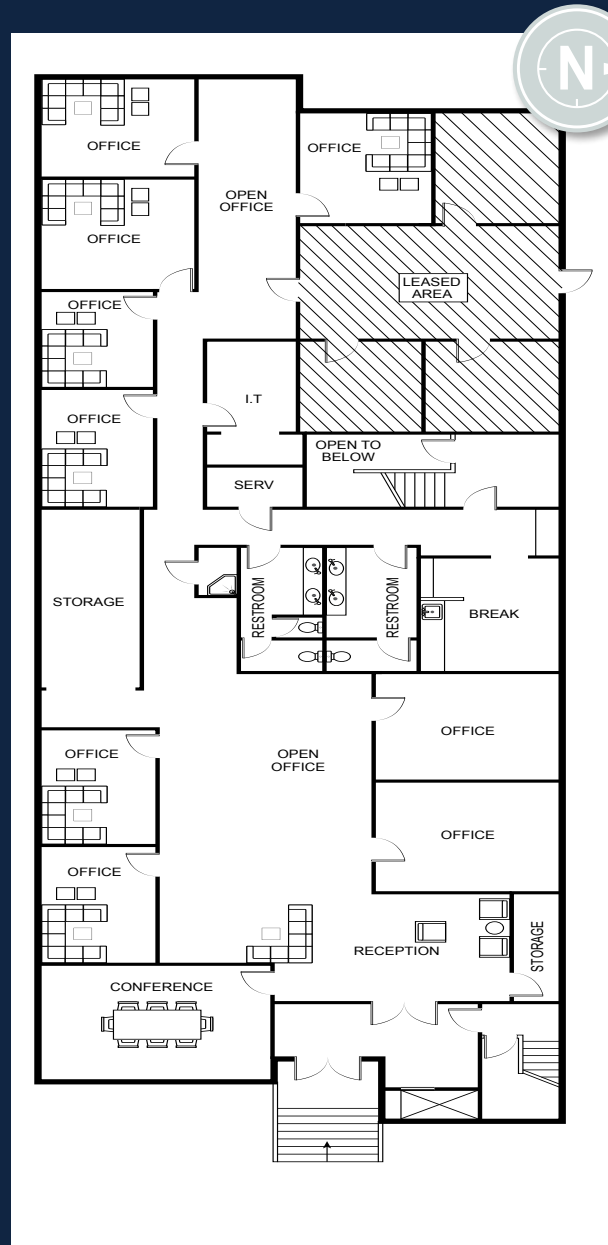 N
OFFICE
OFFICE
OPEN
OFFICE
OFFICE
LEASED
AREA
OFFICE
I.T
OFFICE
OPEN TO
BELOW
SERV
STORAGE
RESTROOM
RESTROOM
BREAK
OFFICE
OFFICE
OPEN
OFFICE
OFFICE
OFFICE
RECEPTION
STORAGE
CONFERENCE